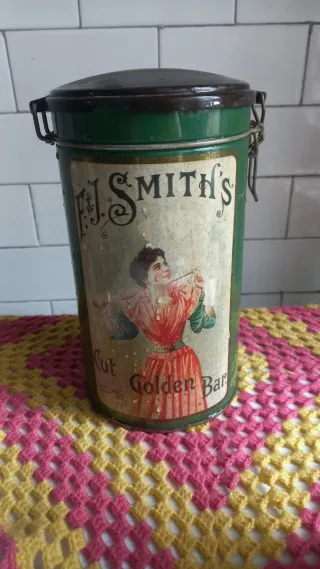 F&J. SMITH'S
Cut
Golden Bar